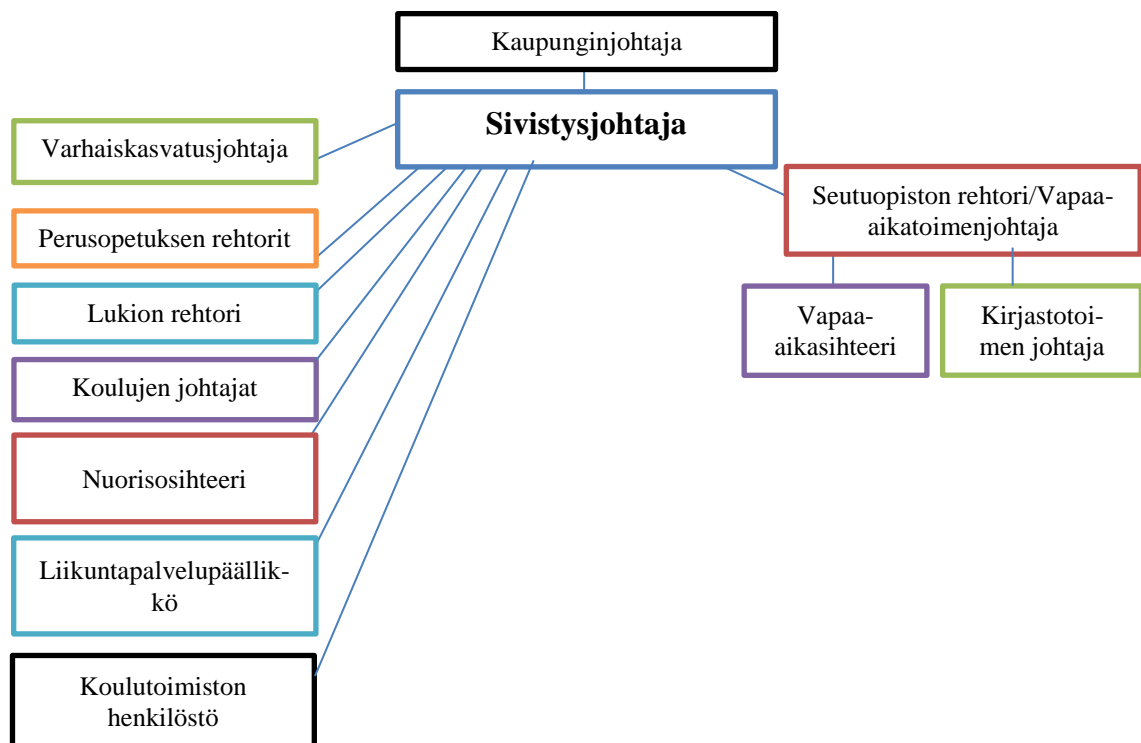 Kaupunginjohtaja
Sivistysjohtaja
Varhaiskasvatusjohtaja
Perusopetuksen rehtorit
Lukion rehtori
Koulujen johtajat
Nuorisosihteeri
Liikuntapalvelupäällik-
kö
Koulutoimiston
henkilöstö
Seutuopiston rehtori/Vapaa-
aikatoimenjohtaja
Vapaa-
aikasihteeri
Kirjastotoi-
men johtaja